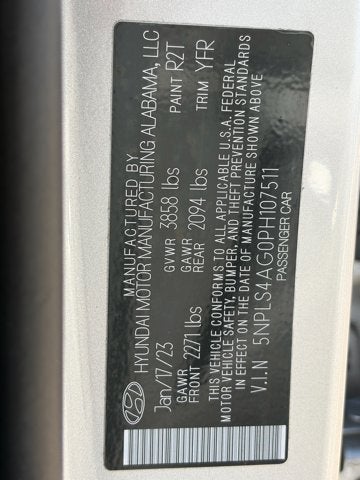 MANUFACTURED BY
HYUNDAI MOTOR MANUFACTURING ALABAMA, LLC
Jan/17/23 GVWR 3858 lbs PAINT R2T
GAWR FRONT 2271 lbs GAWR REAR 2094 lbs TRIM YFR
THIS VEHICLE CONFORMS TO ALL APPLICABLE U.S.A. FEDERAL
MOTOR VEHICLE SAFETY, BUMPER, AND THEFT PREVENTION STANDARDS
IN EFFECT ON THE DATE OF MANUFACTURE SHOWN ABOVE
V.I.N 5NPLS4AG0PH107511
PASSENGER CAR